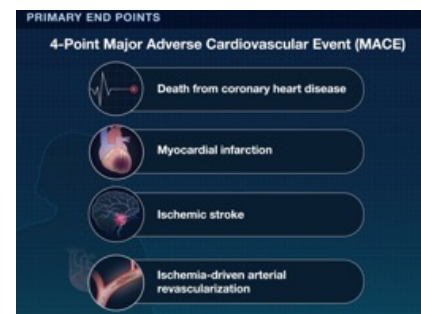 PRIMARY END POINTS
4-Point Major Adverse Cardiovascular Event (MACE)
Death from coronary heart disease
Myocardial infarction
Ischemic stroke
Ischemia-driven arterial
revascularization